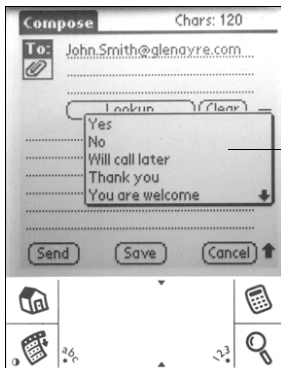 Compose Chars: 120
To: John.Smith@glenayre.com
Lookup Clear
Yes
No
Will call later
Thank you
You are welcome
Send Save Cancel
abc 123